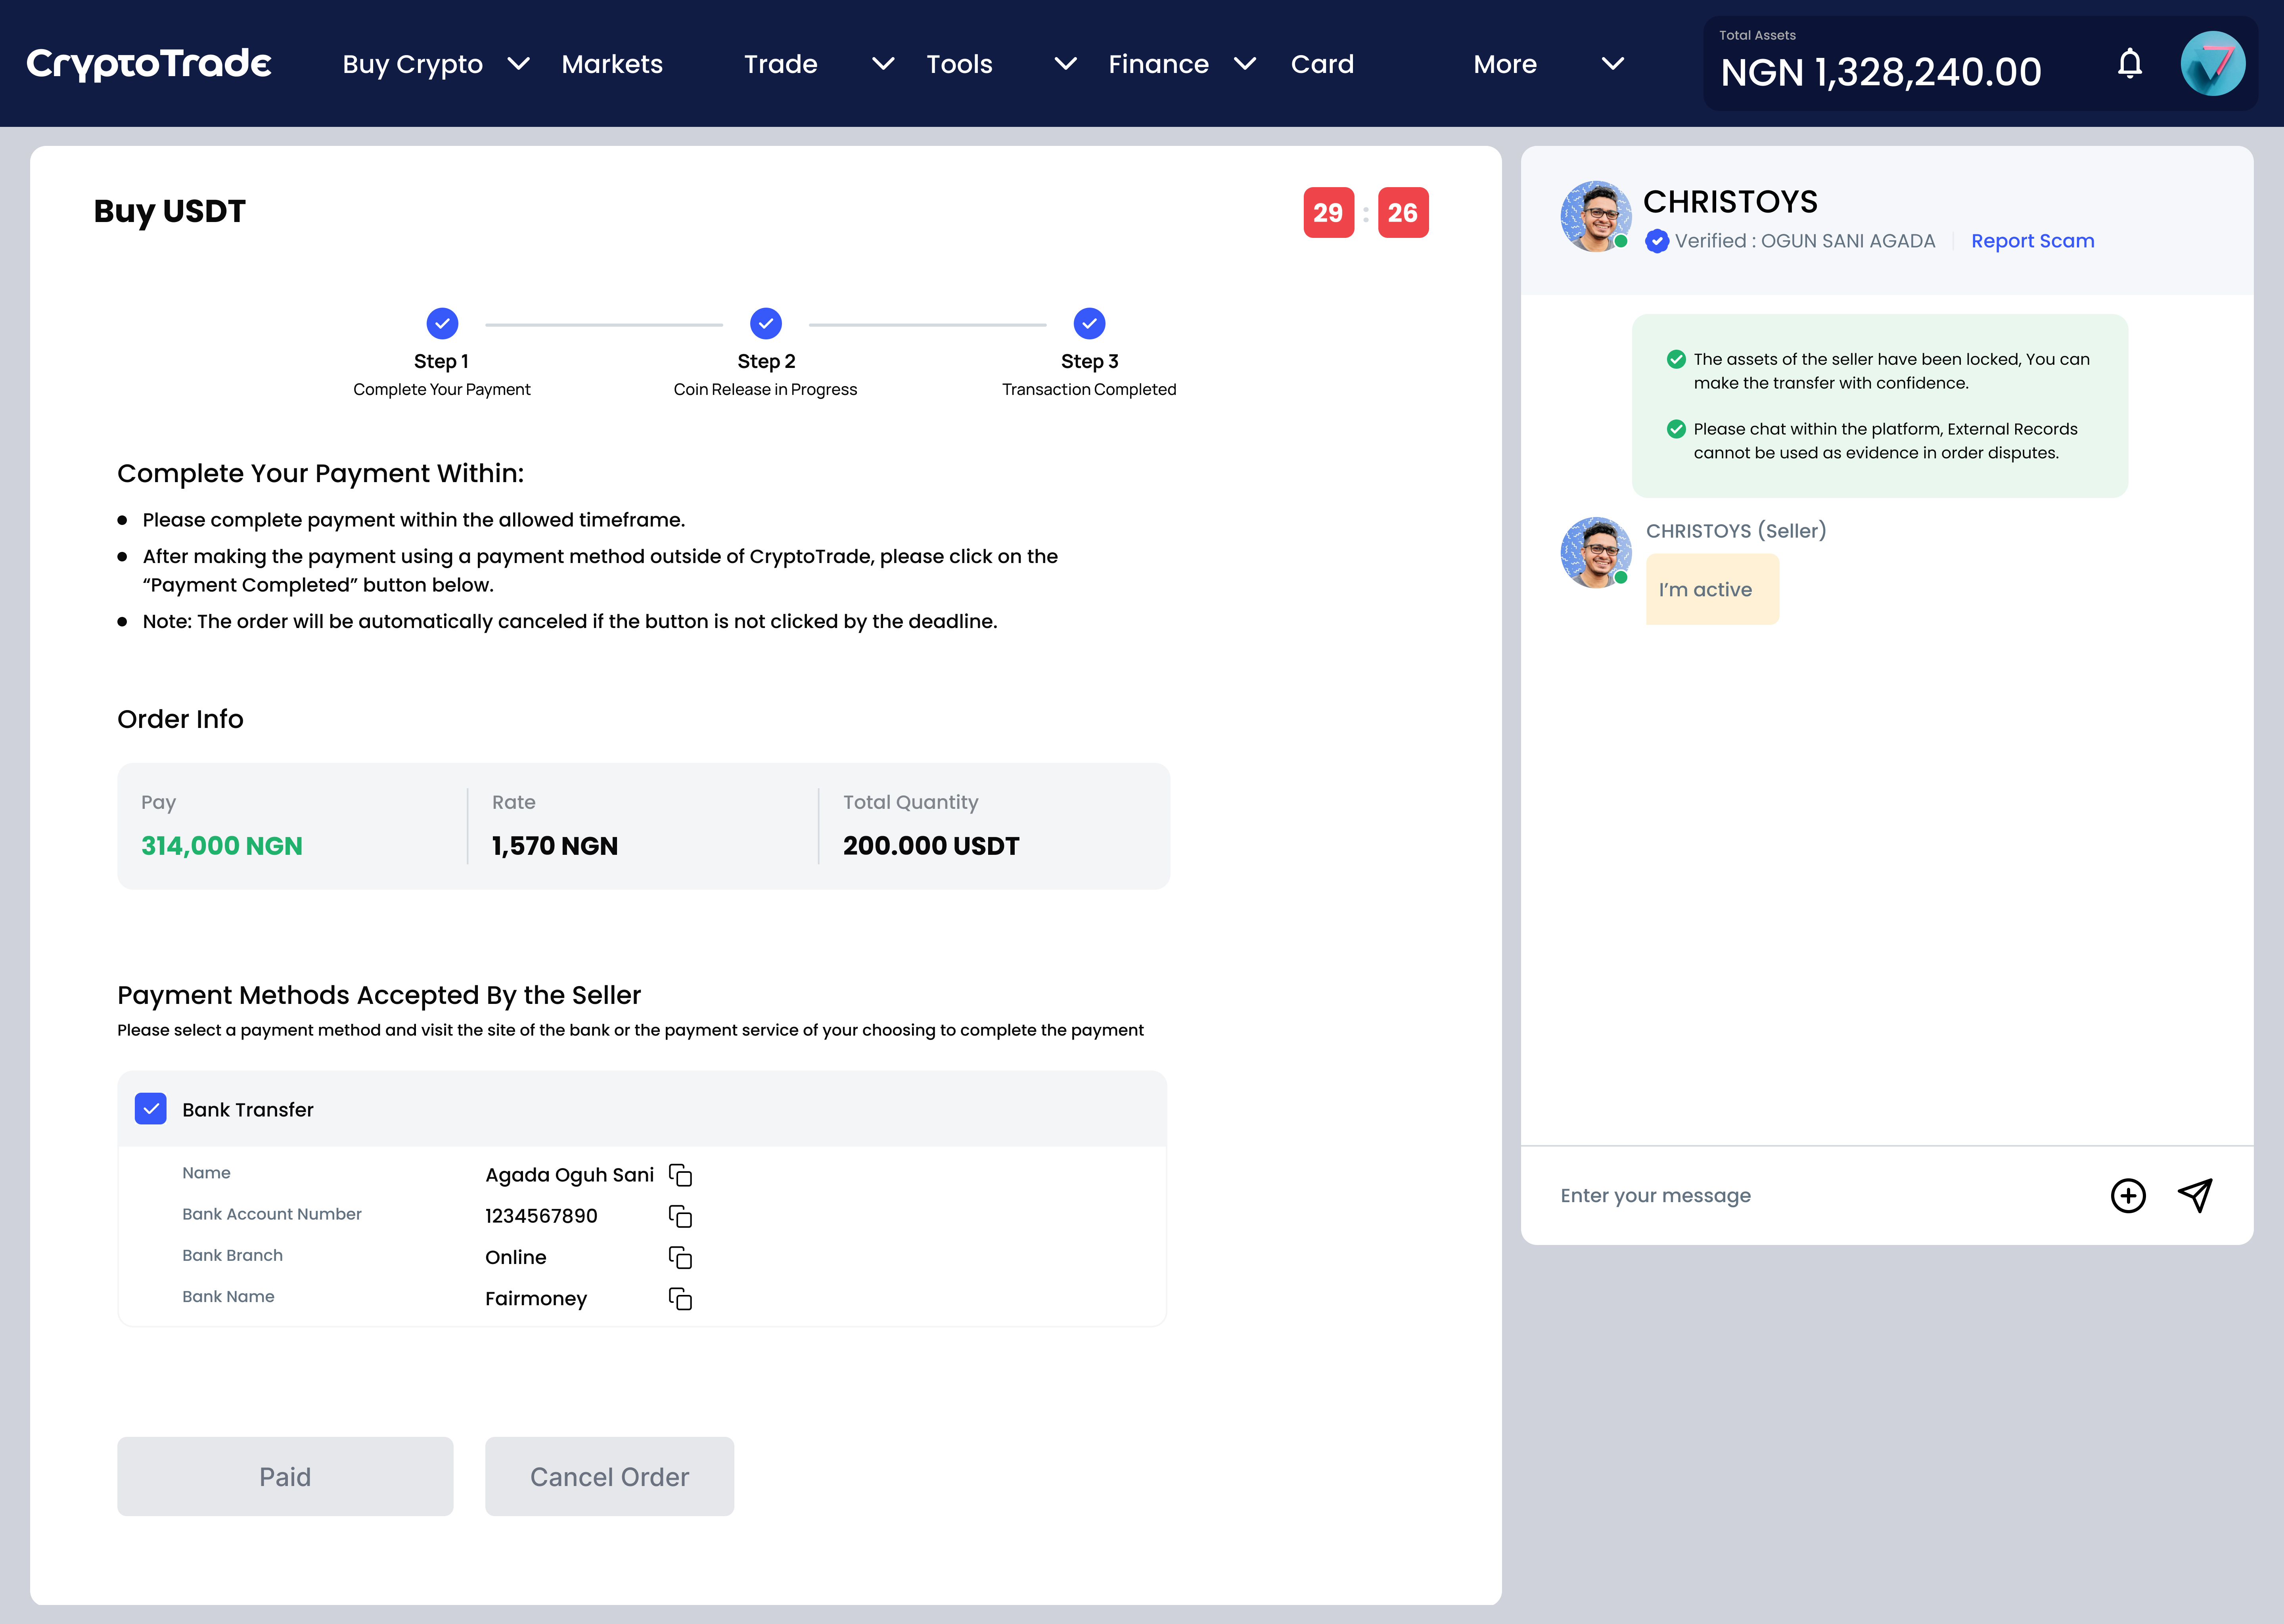 CryptoTrade
Buy Crypto
Markets
Trade
Tools
Finance
Card
More
Total Assets
NGN 1,328,240.00
Buy USDT
29 : 26
Step 1
Complete Your Payment
Step 2
Coin Release in Progress
Step 3
Transaction Completed
Complete Your Payment Within:
Please complete payment within the allowed timeframe.
After making the payment using a payment method outside of CryptoTrade, please click on the
“Payment Completed” button below.
Note: The order will be automatically canceled if the button is not clicked by the deadline.
Order Info
Pay
314,000 NGN
Rate
1,570 NGN
Total Quantity
200.000 USDT
Payment Methods Accepted By the Seller
Please select a payment method and visit the site of the bank or the payment service of your choosing to complete the payment
Bank Transfer
Name
Agada Oguh Sani
Bank Account Number
1234567890
Bank Branch
Online
Bank Name
Fairmoney
Paid
Cancel Order
CHRISTOYS
Verified : OGUN SANI AGADA
Report Scam
The assets of the seller have been locked, You can
make the transfer with confidence.
Please chat within the platform, External Records
cannot be used as evidence in order disputes.
CHRISTOYS (Seller)
I’m active
Enter your message